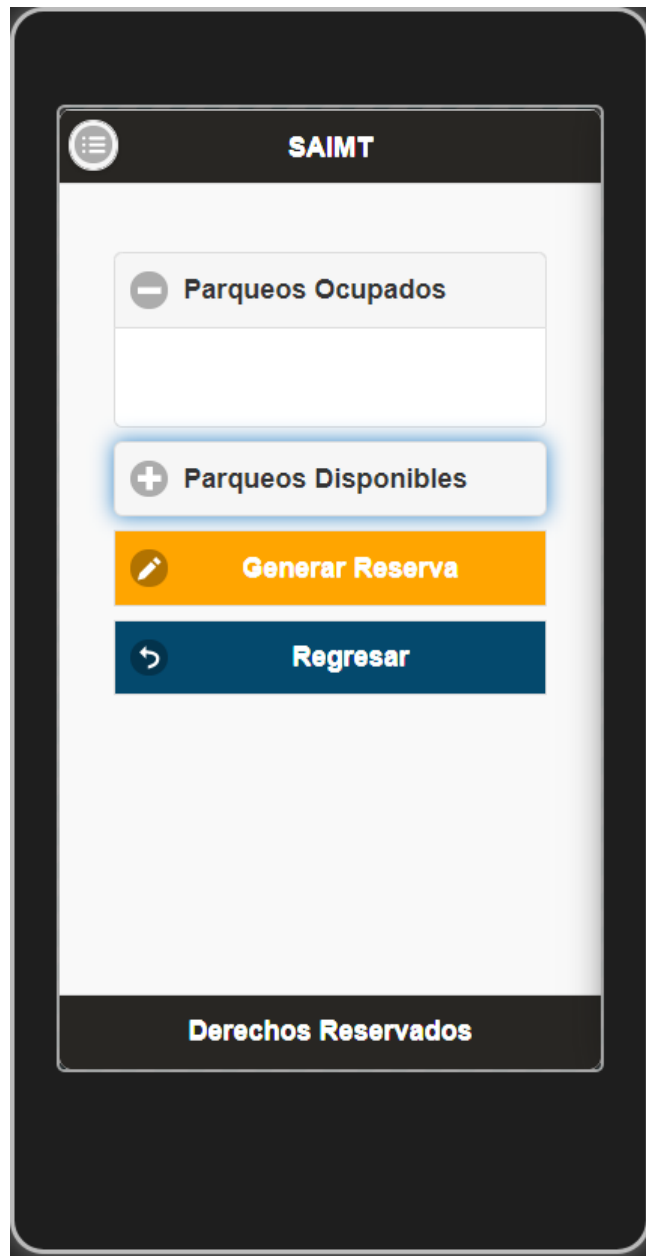 SAIMT
Parqueos Ocupados
Parqueos Disponibles
Generar Reserva
Regresar
Derechos Reservados